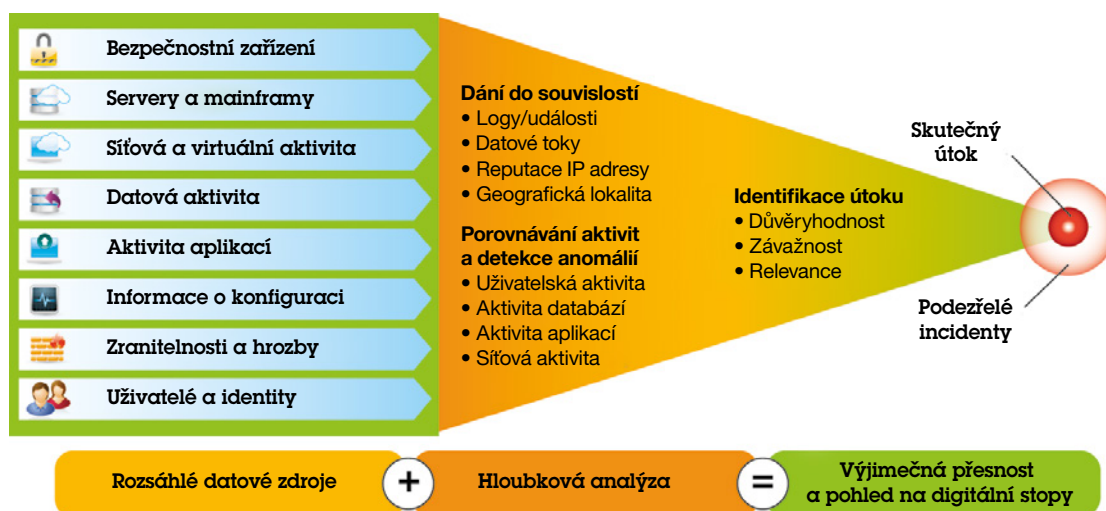 Bezpečnostní zařízení
Servery a mainframy
Síťová a virtuální aktivita
Datová aktivita
Aktivita aplikací
Informace o konfiguraci
Zranitelnosti a hrozby
Uživatelé a identity
Dání do souvislostí
• Logy/události
• Datové toky
• Reputace IP adresy
• Geografická lokalita
Porovnávání aktivit
a detekce anomálií
• Uživatelská aktivita
• Aktivita databází
• Aktivita aplikací
• Síťová aktivita
Identifikace útoku
• Důvěryhodnost
• Závažnost
• Relevance
Skutečný
útok
Podezřelé
incidenty
Rozsáhlé datové zdroje
+
Hloubková analýza
=
Výjimečná přesnost
a pohled na digitální stopy